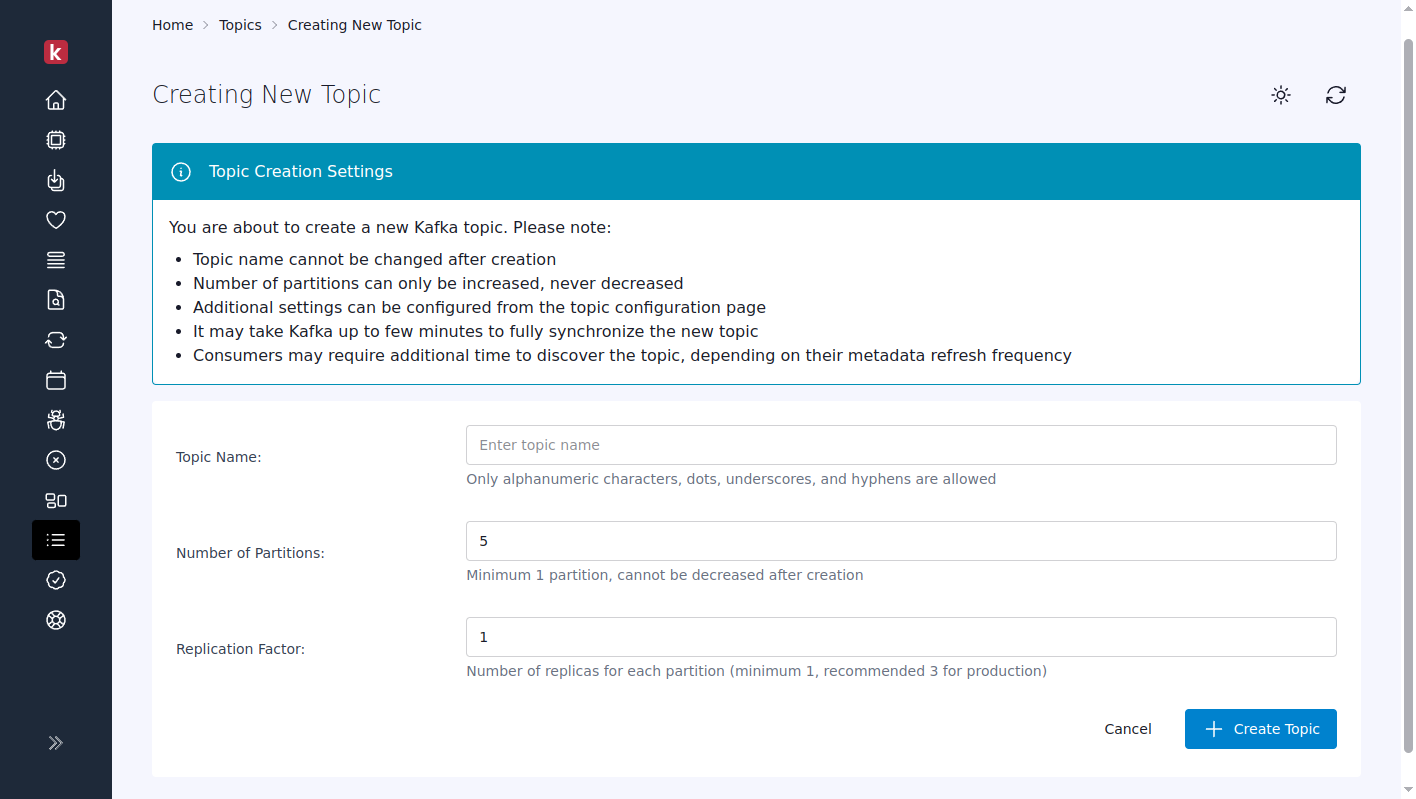 Home > Topics > Creating New Topic
k
Creating New Topic
Topic Creation Settings
You are about to create a new Kafka topic. Please note:
• Topic name cannot be changed after creation
• Number of partitions can only be increased, never decreased
• Additional settings can be configured from the topic configuration page
• It may take Kafka up to few minutes to fully synchronize the new topic
• Consumers may require additional time to discover the topic, depending on their metadata refresh frequency
Topic Name:
Enter topic name
Only alphanumeric characters, dots, underscores, and hyphens are allowed
Number of Partitions:
5
Minimum 1 partition, cannot be decreased after creation
Replication Factor:
1
Number of replicas for each partition (minimum 1, recommended 3 for production)
Cancel
Create Topic